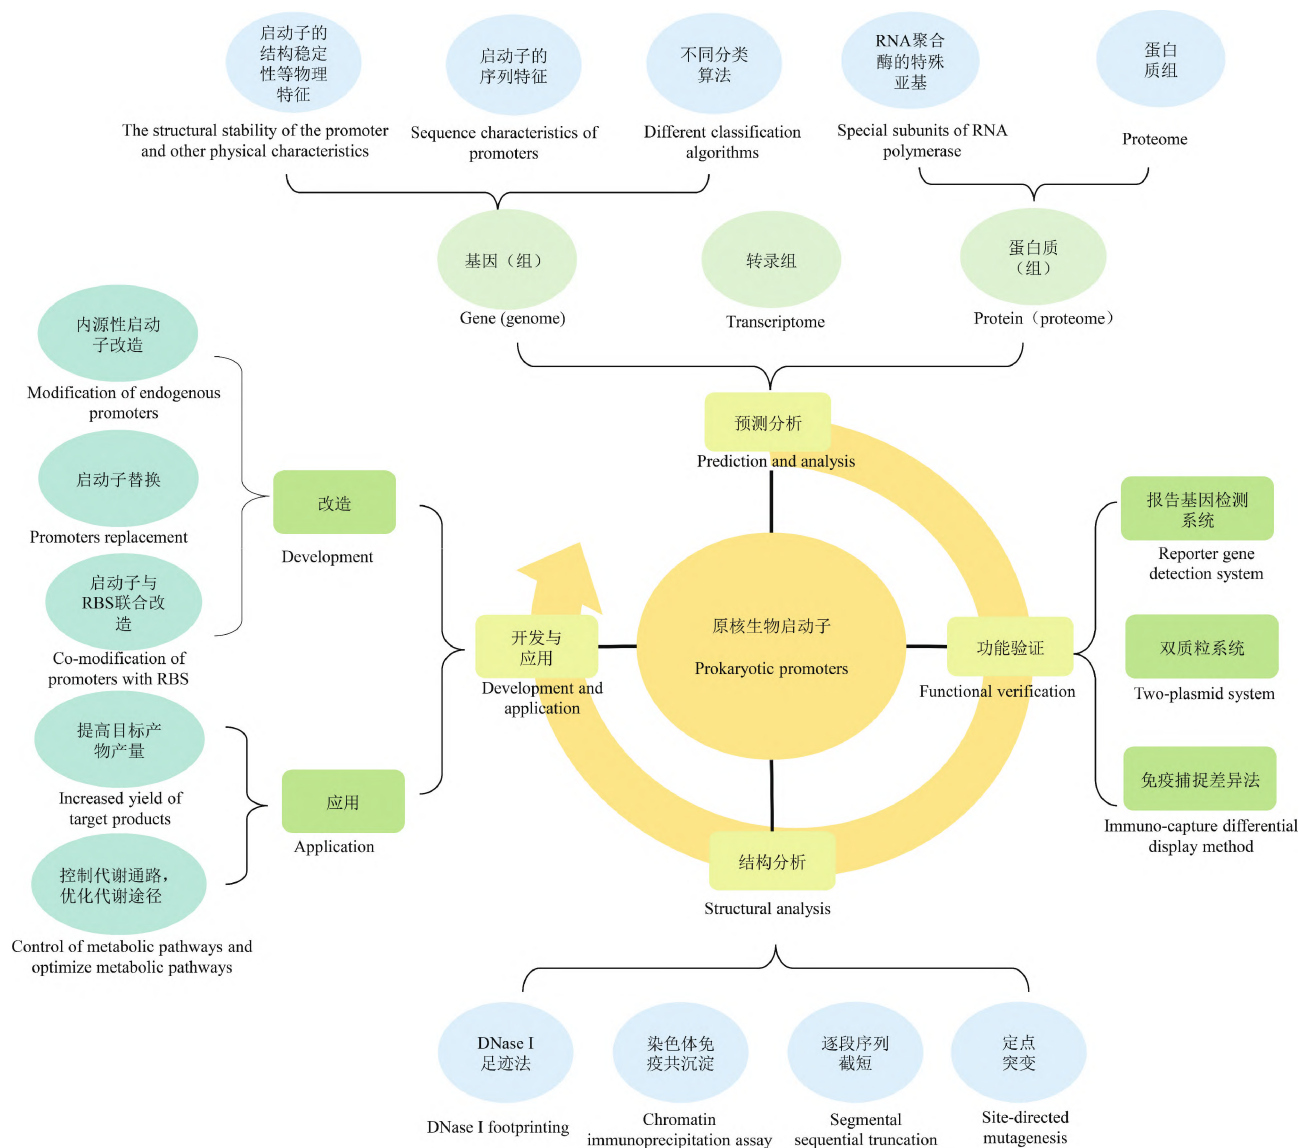 启动子的
结构稳定
性等物理
特征
The structural stability of the promoter
and other physical characteristics
启动子的
序列特征
Sequence characteristics of
promoters
不同分类
算法
Different classification
algorithms
RNA聚合
酶的特殊
亚基
Special subunits of RNA
polymerase
蛋白
质组
Proteome
基因（组）
Gene (genome)
转录组
Transcriptome
蛋白质
（组）
Protein（proteome）
预测分析
Prediction and analysis
内源性启动
子改造
Modification of endogenous
promoters
启动子替换
Promoters replacement
启动子与
RBS联合改
造
Co-modification of
promoters with RBS
改造
Development
提高目标产
物产量
Increased yield of
target products
控制代谢通路，
优化代谢途径
Control of metabolic pathways and
optimize metabolic pathways
应用
Application
开发与
应用
Development and
application
原核生物启动子
Prokaryotic promoters
功能验证
Functional verification
报告基因检测
系统
Reporter gene
detection system
双质粒系统
Two-plasmid system
免疫捕捉差异法
Immuno-capture differential
display method
结构分析
Structural analysis
DNase I
足迹法
DNase I footprinting
染色体免
疫共沉淀
Chromatin
immunoprecipitation assay
逐段序列
截短
Segmental
sequential truncation
定点
突变
Site-directed
mutagenesis